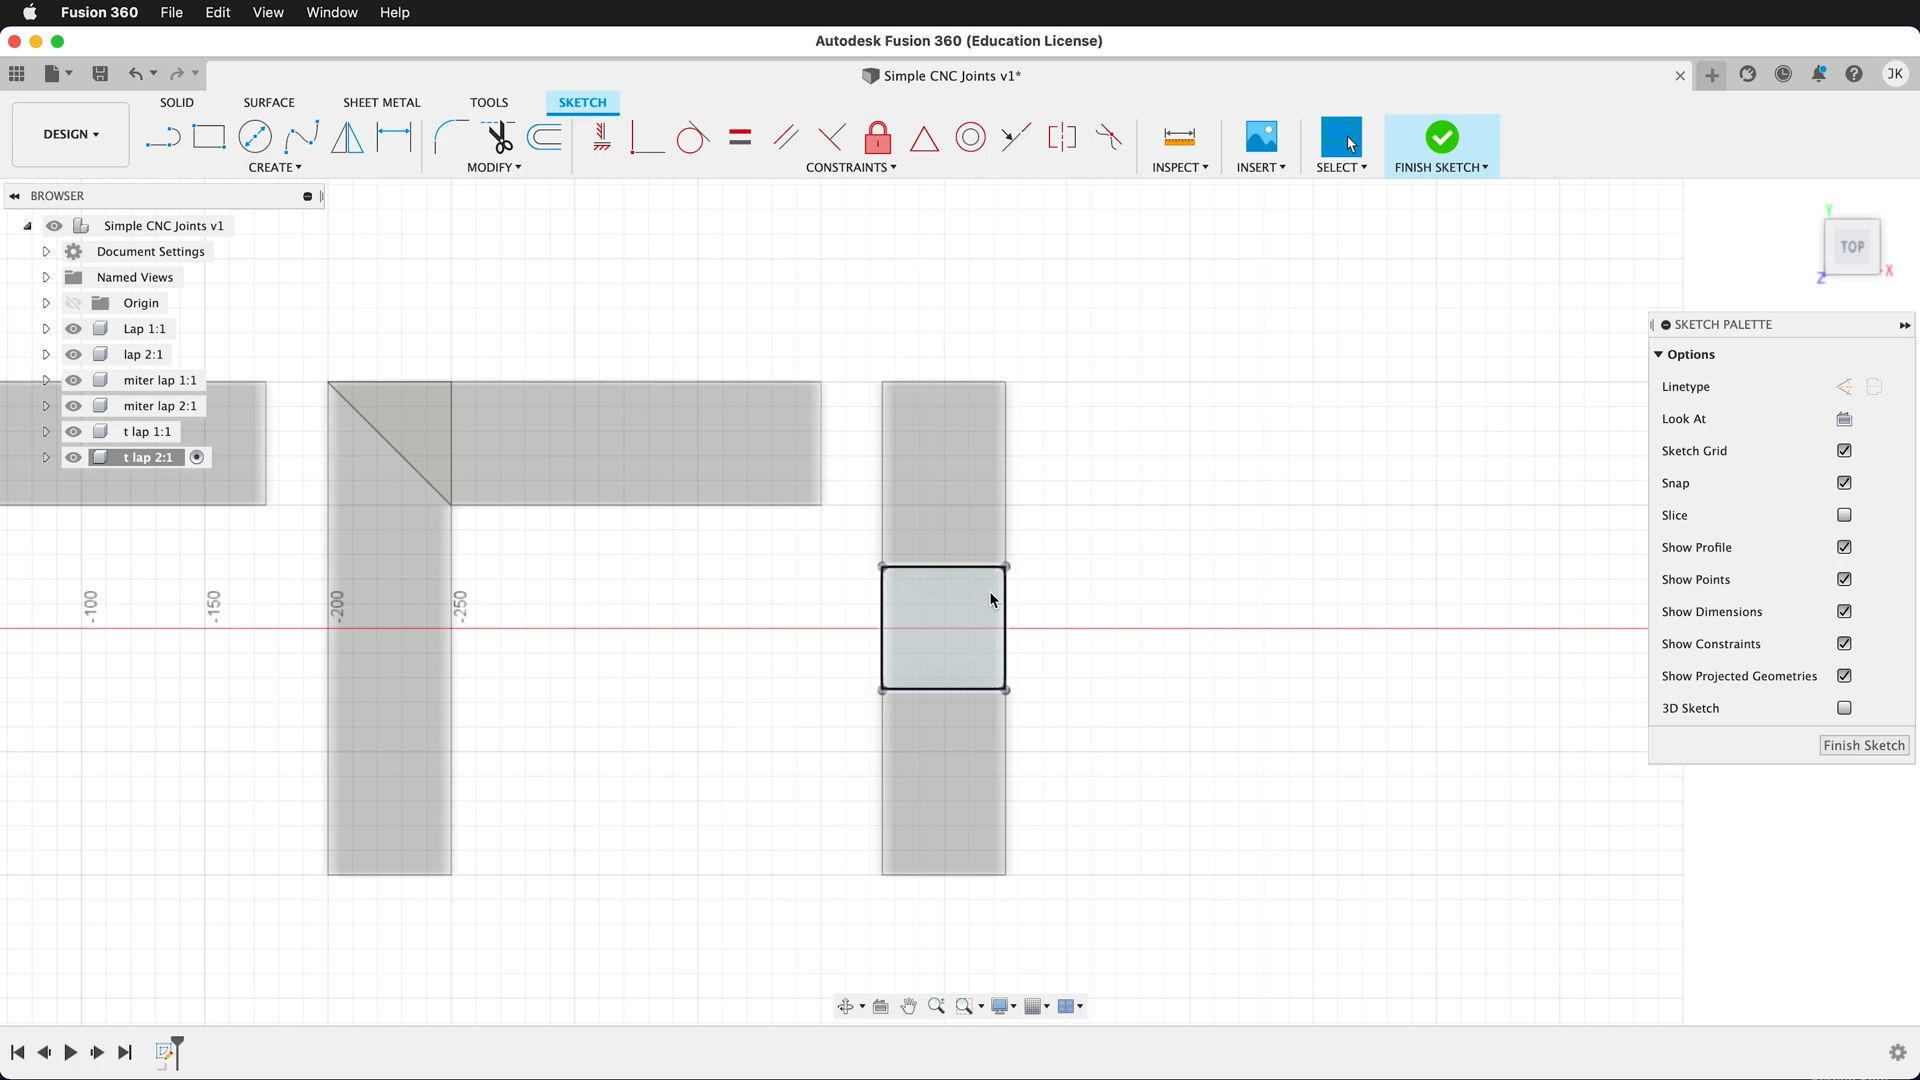 Fusion 360 File Edit View Window Help
Autodesk Fusion 360 (Education License)
Simple CNC Joints v1*
JK
DESIGN
SOLID SURFACE SHEET METAL TOOLS SKETCH
CREATE MODIFY CONSTRAINTS INSPECT INSERT SELECT FINISH SKETCH
BROWSER
Simple CNC Joints v1
Document Settings
Named Views
Origin
Lap 1:1
lap 2:1
miter lap 1:1
miter lap 2:1
t lap 1:1
t lap 2:1
Y
TOP
X
Z
SKETCH PALETTE
Options
Linetype
Look At
Sketch Grid
Snap
Slice
Show Profile
Show Points
Show Dimensions
Show Constraints
Show Projected Geometries
3D Sketch
Finish Sketch
-100
-150
-200
-250